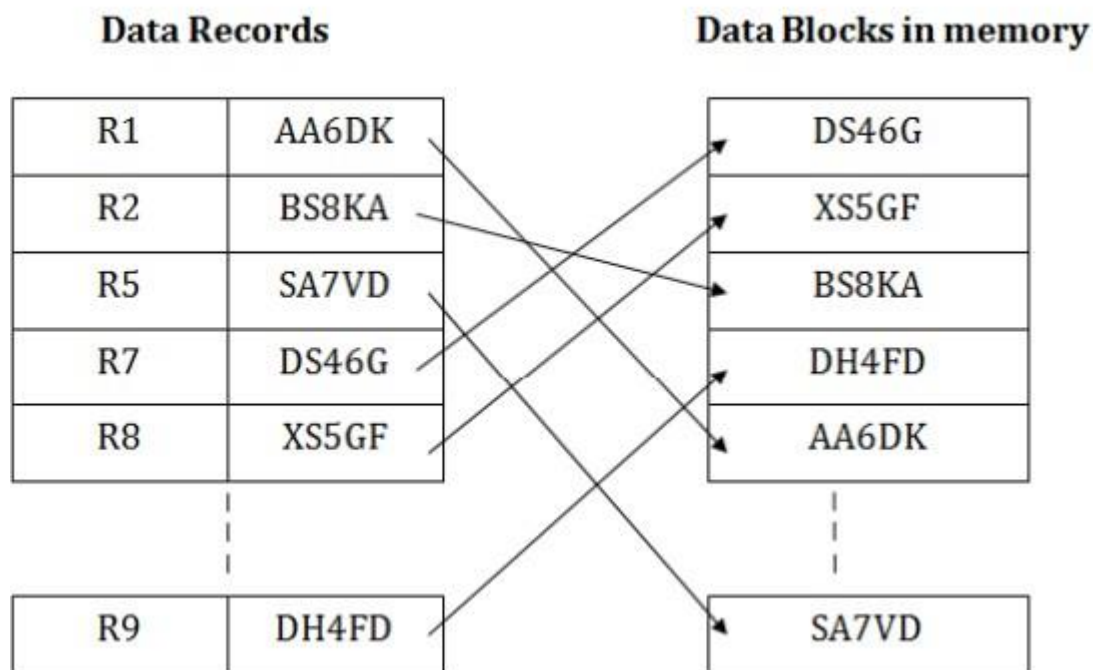 Data Records Data Blocks in memory
R1 AA6DK DS46G
R2 BS8KA XS5GF
R5 SA7VD BS8KA
R7 DS46G DH4FD
R8 XS5GF AA6DK
R9 DH4FD SA7VD